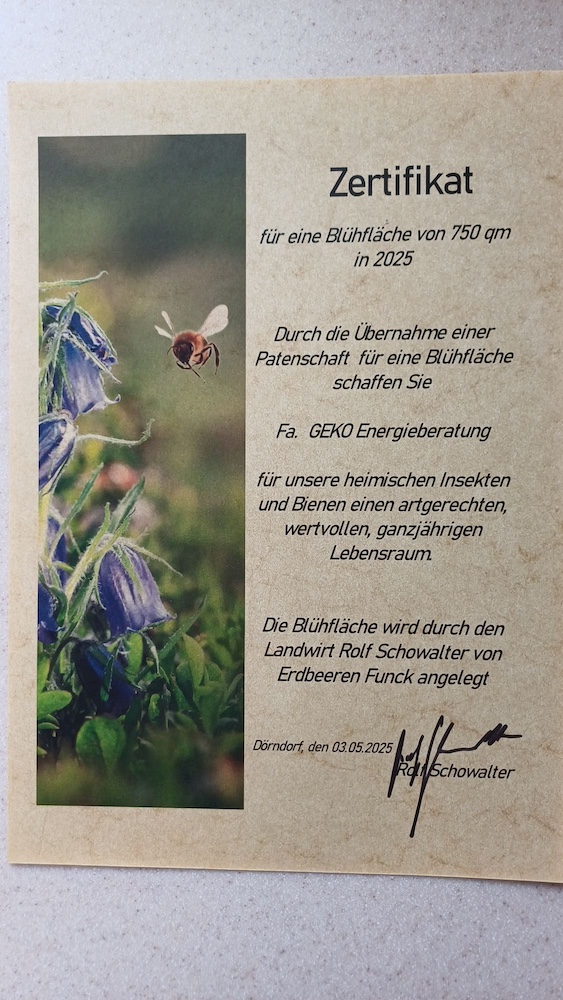 Zertifikat
für eine Blühfläche von 750 qm
in 2025
Durch die Übernahme einer
Patenschaft für eine Blühfläche
schaffen Sie
Fa. GEKO Energieberatung
für unsere heimischen Insekten
und Bienen einen artgerechten,
wertvollen, ganzjährigen
Lebensraum.
Die Blühfläche wird durch den
Landwirt Rolf Schowalter von
Erdbeeren Funck angelegt
Dörndorf, den 03.05.2025
Rolf Schowalter